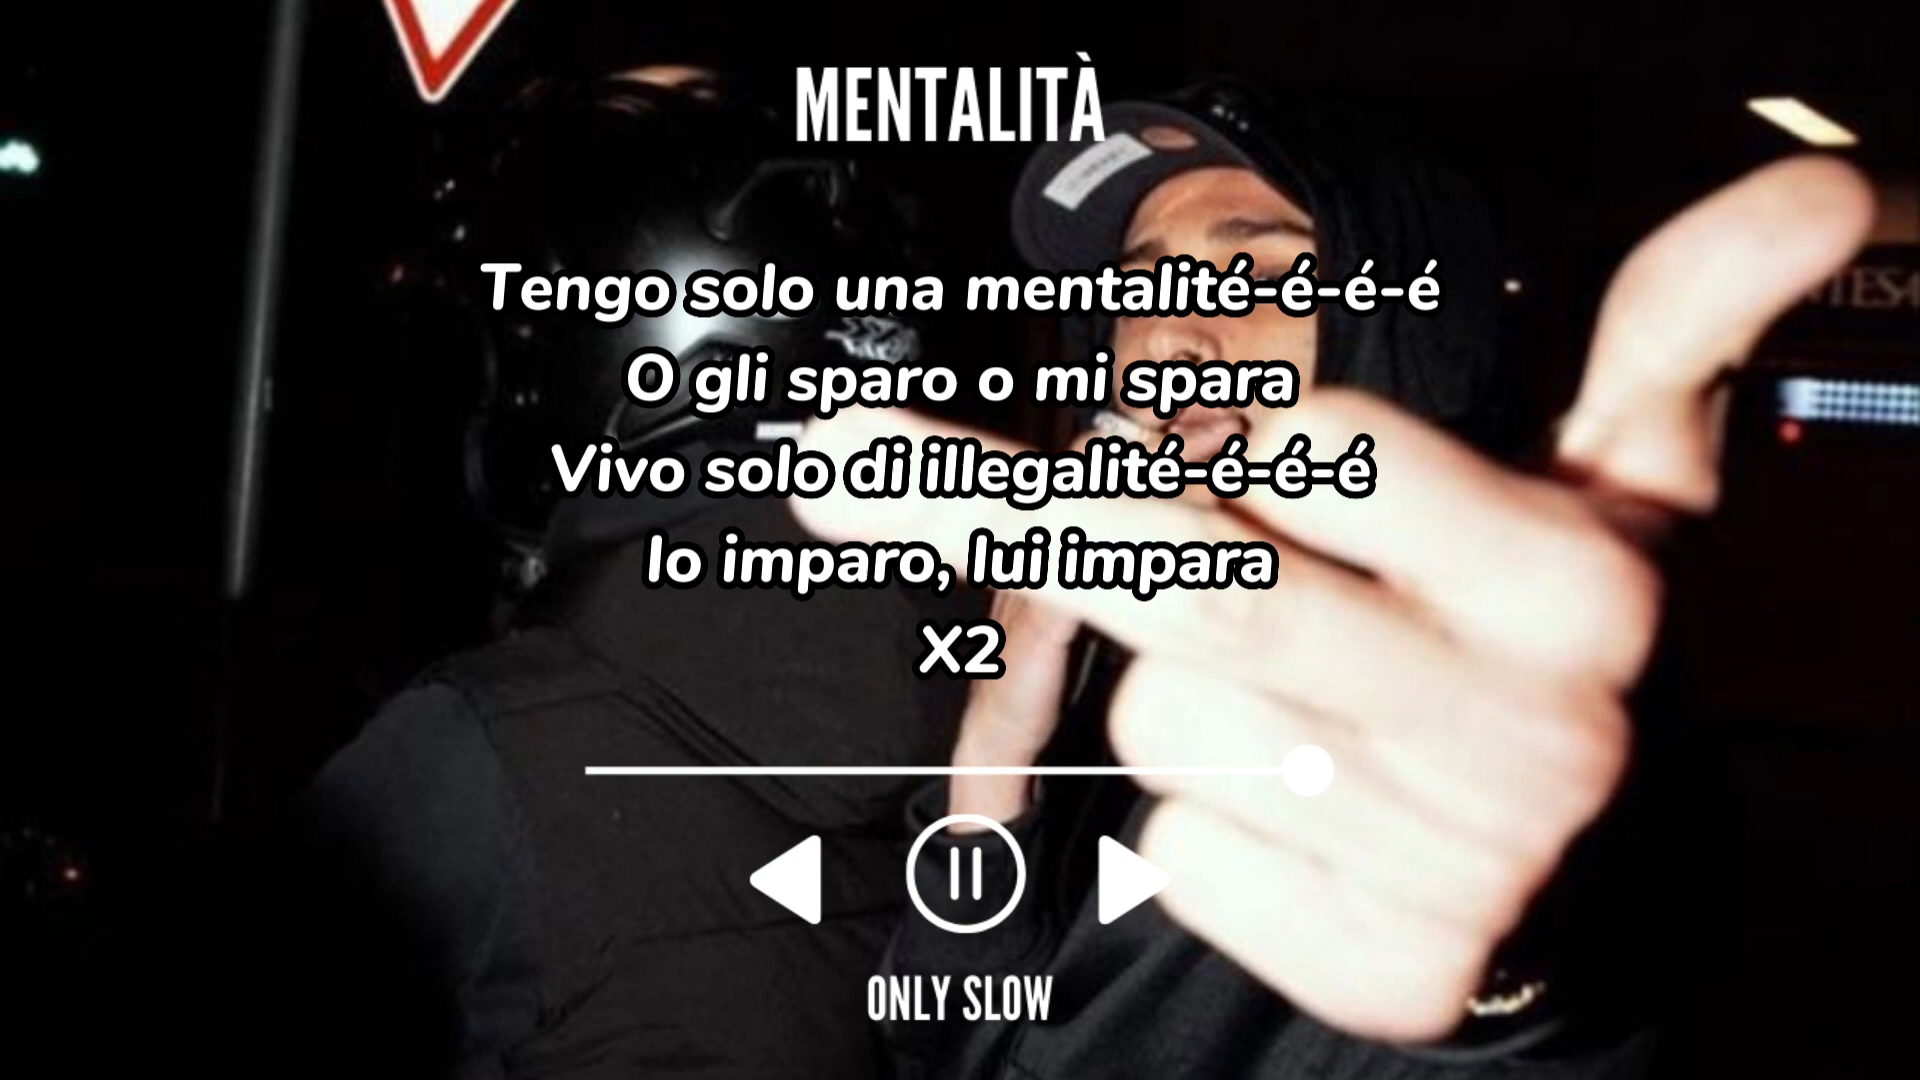 MENTALITÀ
Tengo solo una mentalité-é-é-é
O gli sparo o mi spara
Vivo solo di illegalité-é-é-é
Io imparo, lui impara
X2
ONLY SLOW